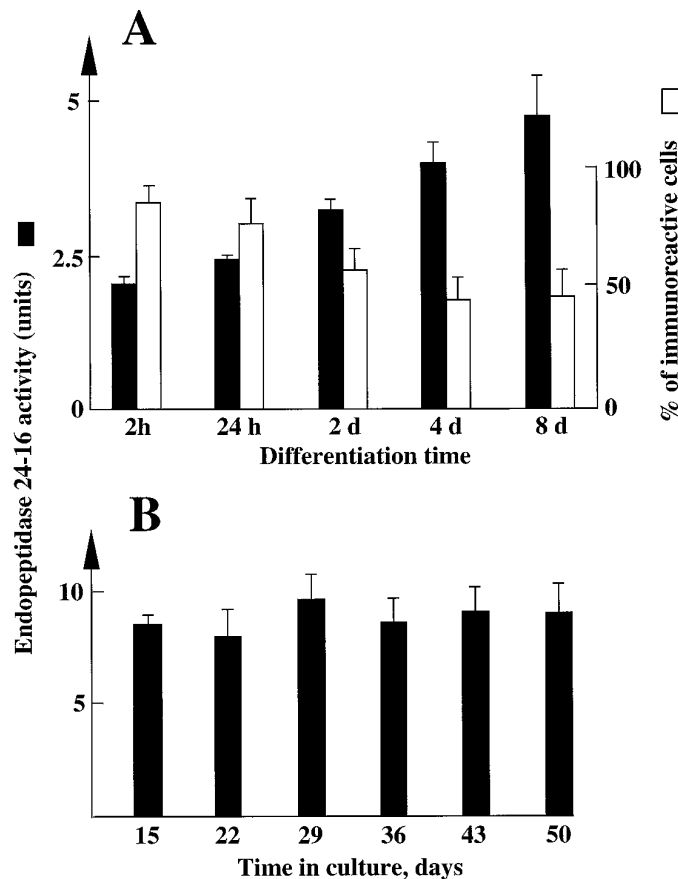 A
5
2.5
0
100
50
0
2h 24 h 2 d 4 d 8 d
Differentiation time
Endopeptidase 24-16 activity (units)
% of immunoreactive cells
B
10
5
15 22 29 36 43 50
Time in culture, days